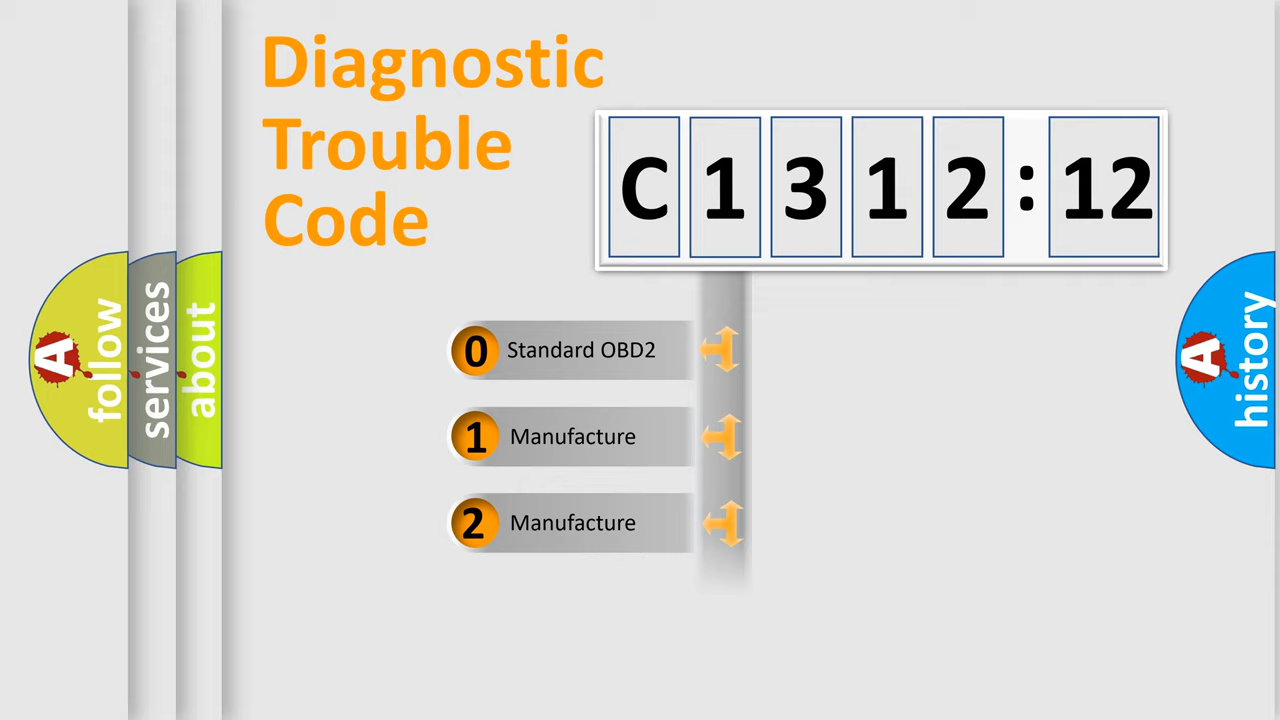 Diagnostic
Trouble
Code
C 1 3 1 2 : 12
0 Standard OBD2
1 Manufacture
2 Manufacture
A follow
services
about
A history